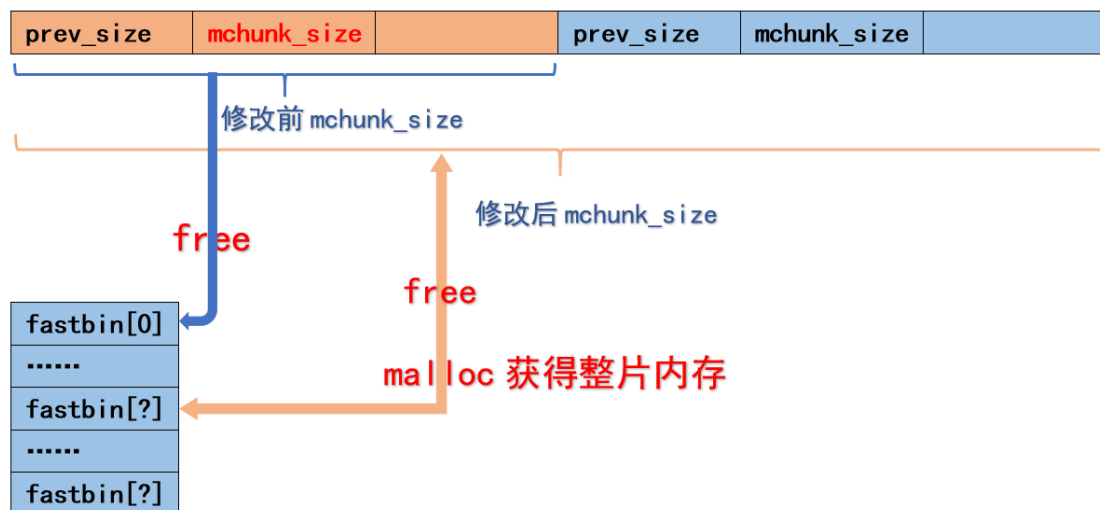 prev_size mchunk_size prev_size mchunk_size
修改前 mchunk_size
修改后 mchunk_size
free
free
fastbin[0]
……
malloc 获得整片内存
fastbin[?]
……
fastbin[?]